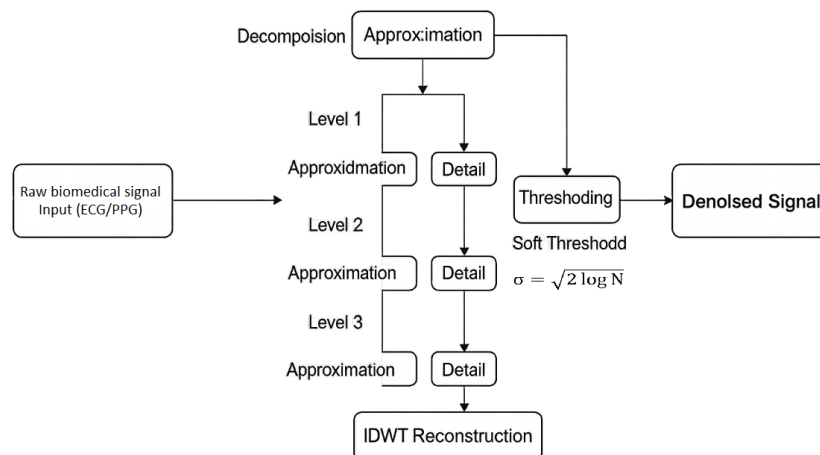 Decompoision
Approx:imation
Level 1
Approxidmation
Detail
Raw biomedical signal
Input (ECG/PPG)
Level 2
Threshoding
Denolsed Signal
Soft Thresholdd
Approximation
Detail
σ = √2 log N
Level 3
Approximation
Detail
IDWT Reconstruction